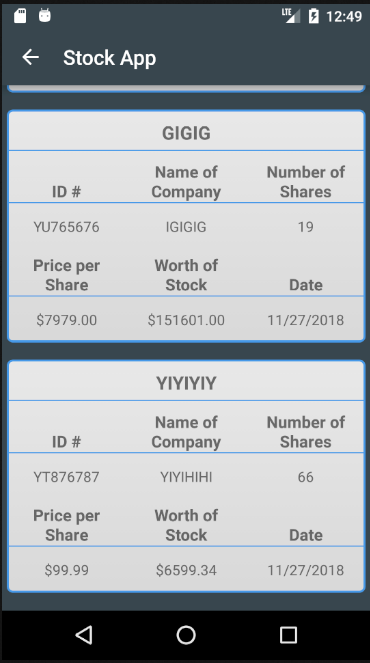 LTE 12:49
Stock App
GIGIG
ID # Name of Company Number of Shares
YU765676 IGIGIG 19
Price per Share Worth of Stock Date
$7979.00 $151601.00 11/27/2018
YIYIYIY
ID # Name of Company Number of Shares
YT876787 YIYIHIHI 66
Price per Share Worth of Stock Date
$99.99 $6599.34 11/27/2018